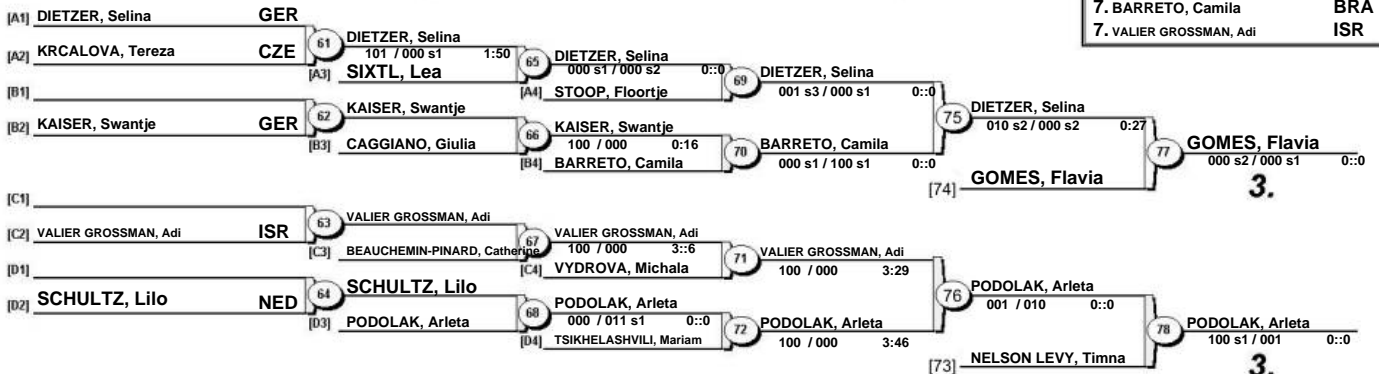 7. BARRETO, Camila BRA
7. VALIER GROSSMAN, Adi ISR
[A1] DIETZER, Selina GER
[A2] KRCALOVA, Tereza CZE
61 DIETZER, Selina
101 / 000 s1 1:50
[A3] SIXTL, Lea
65 DIETZER, Selina
000 s1 / 000 s2 0::0
[A4] STOOP, Floortje
69 DIETZER, Selina
001 s3 / 000 s1 0::0
[B1]
[B2] KAISER, Swantje GER
62 KAISER, Swantje
[B3] CAGGIANO, Giulia
66 KAISER, Swantje
100 / 000 0:16
[B4] BARRETO, Camila
70 BARRETO, Camila
000 s1 / 100 s1 0::0
75 DIETZER, Selina
010 s2 / 000 s2 0:27
[74] GOMES, Flavia
77 GOMES, Flavia
000 s2 / 000 s1 0::0
3.
[C1]
[C2] VALIER GROSSMAN, Adi ISR
63 VALIER GROSSMAN, Adi
[C3] BEAUCHEMIN-PINARD, Catherine
67 VALIER GROSSMAN, Adi
100 / 000 3::6
[C4] VYDROVA, Michala
71 VALIER GROSSMAN, Adi
100 / 000 3:29
[D1]
[D2] SCHULTZ, Lilo NED
64 SCHULTZ, Lilo
[D3] PODOLAK, Arleta
68 PODOLAK, Arleta
000 / 011 s1 0::0
[D4] TSIKHELASHVILI, Mariam
72 PODOLAK, Arleta
100 / 000 3:46
76 PODOLAK, Arleta
001 / 010 0::0
[73] NELSON LEVY, Timna
78 PODOLAK, Arleta
100 s1 / 001 0::0
3.